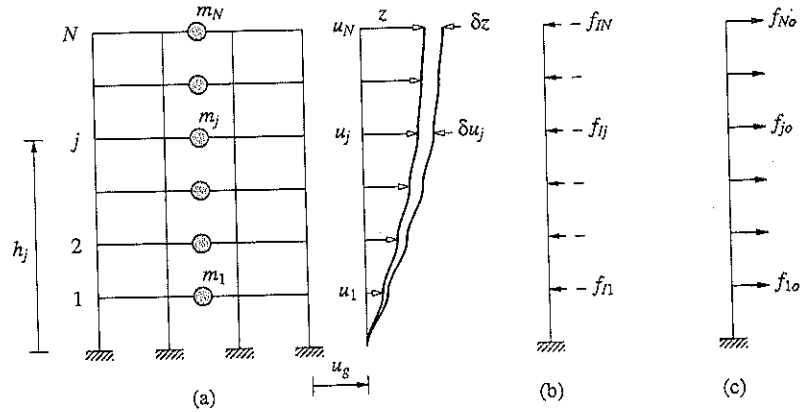 N
m_N
j
m_j
h_j
2
1
m_1
(a)
u_N
z
δz
u_j
δu_j
u_1
u_g
f_IN
f_Ij
f_I1
(b)
f_No
f_jo
f_1o
(c)